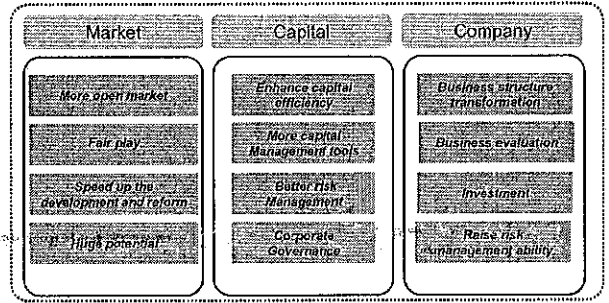 Market
Capital
Company
More open market
Fair play
Speed up the
development and reform
Huge potential
Enhance capital
efficiency
More capital
Management tools
Better risk
Management
Corporate
Governance
Business structure
transformation
Business evaluation
Investment
Raise risk
management ability